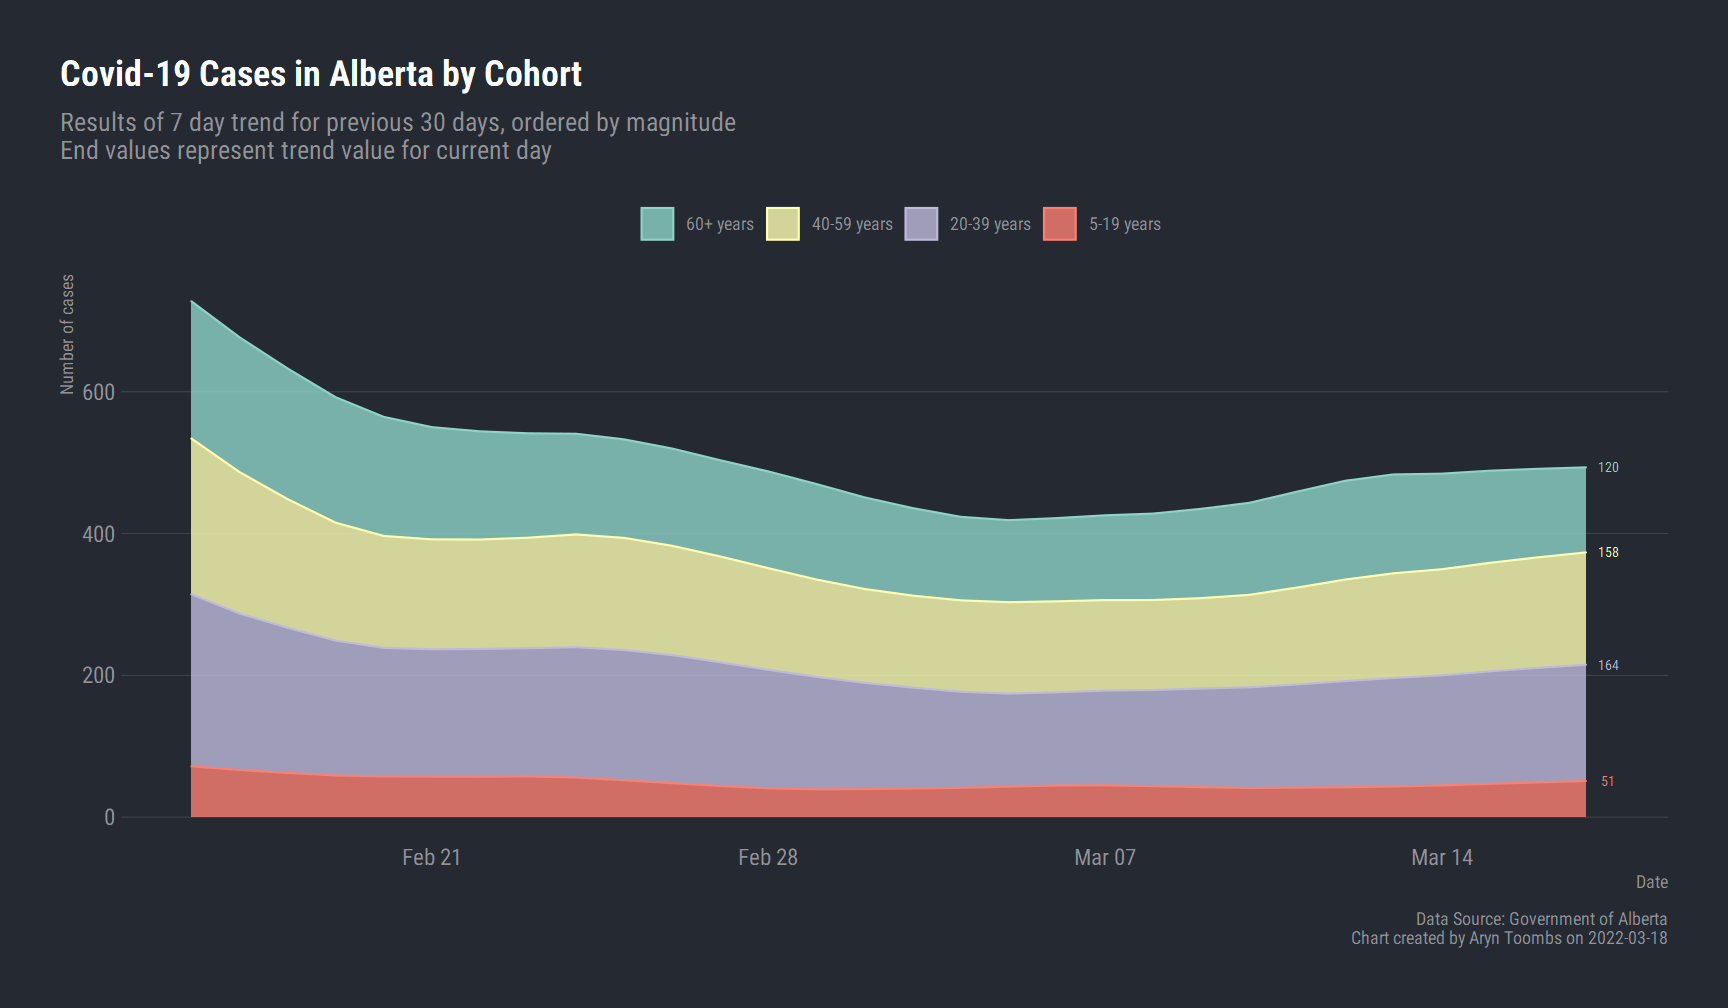 Covid-19 Cases in Alberta by Cohort
Results of 7 day trend for previous 30 days, ordered by magnitude
End values represent trend value for current day
60+ years 40-59 years 20-39 years 5-19 years
Number of cases
600
400
200
0
120
158
164
51
Feb 21 Feb 28 Mar 07 Mar 14
Date
Data Source: Government of Alberta
Chart created by Aryn Toombs on 2022-03-18